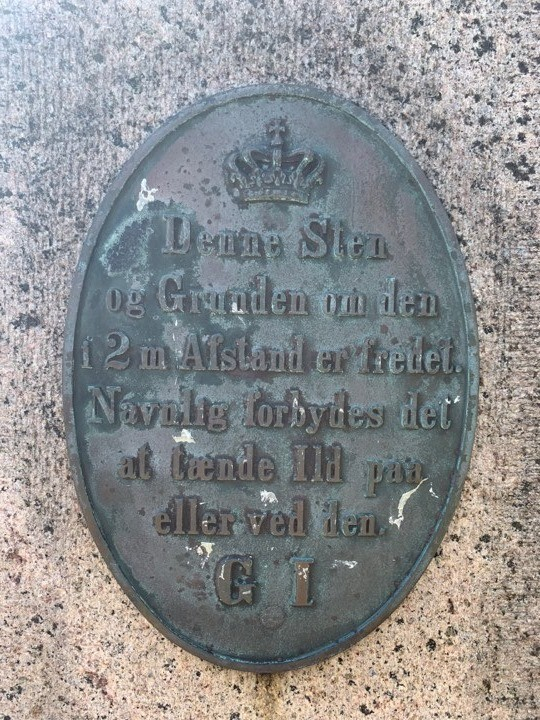 Denne Sten
og Grunden om den
i 2 m Afstand er fredet.
Navnlig forbydes det
at tænde Ild paa
eller ved den.
G I